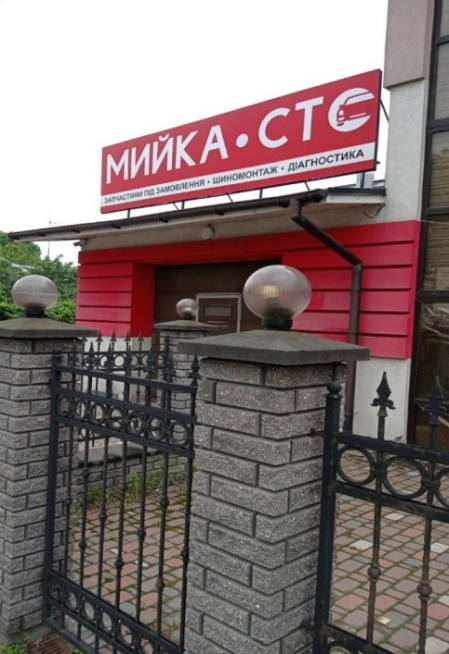 МИЙКА • СТО
ЗАПЧАСТИНИ ПІД ЗАМОВЛЕННЯ • ШИНОМОНТАЖ • ДІАГНОСТИКА